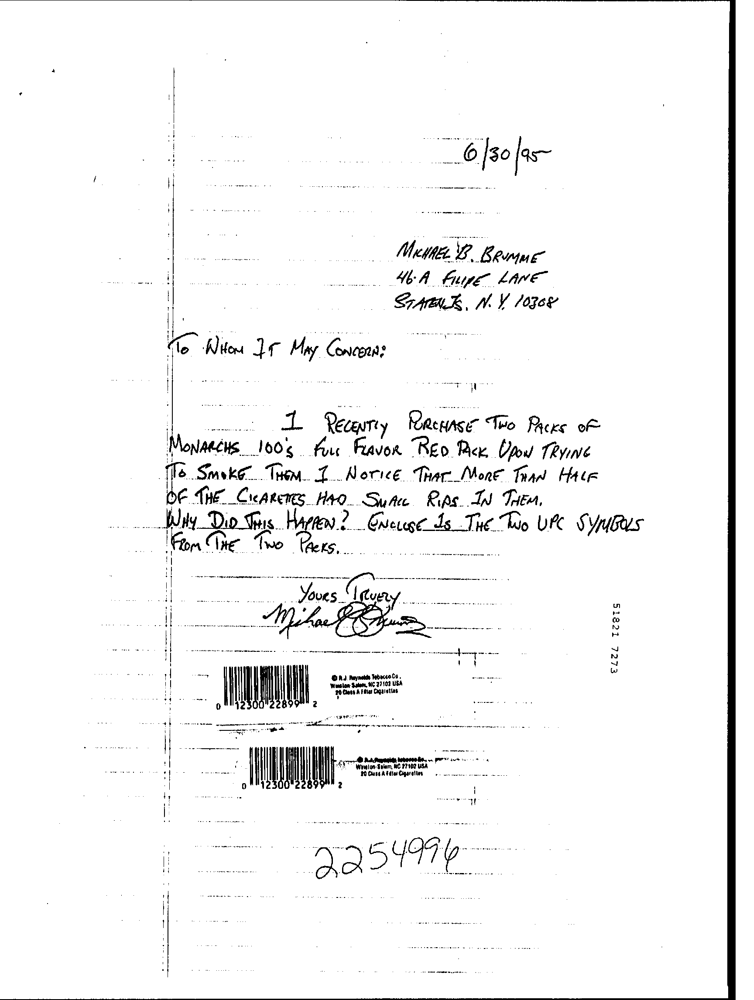 6/30/95
MICHAEL B. BRUMME
46-A FILIPE LANE
STATEN IS, N.Y. 10308
TO WHOM IT MAY CONCERN:
I RECENTLY PURCHASE TWO PACKS OF
MONARCHS 100'S FULL FLAVOR RED PACK UPON TRYING
TO SMOKE THEM I NOTICE THAT MORE THAN HALF
OF THE CIGARETES HAD SMALL RIPS IN THEM.
WHY DID THIS HAPPEN? ENCLOSE IS THE TWO UPC SYMBOLS
FROM THE TWO PACKS.
YOURS TRUERY
Michael B Brumme
51821 7273
© R.J. Reynolds Tobacco Co.,
Winston Salem, NC 27102 USA
20 Class A Filter Cigarettes
0 12300 22899 2
© R.J. Reynolds Tobacco Co.,
Winston Salem, NC 27102 USA
20 Class A Filter Cigarettes
0 12300 22899 2
2254996